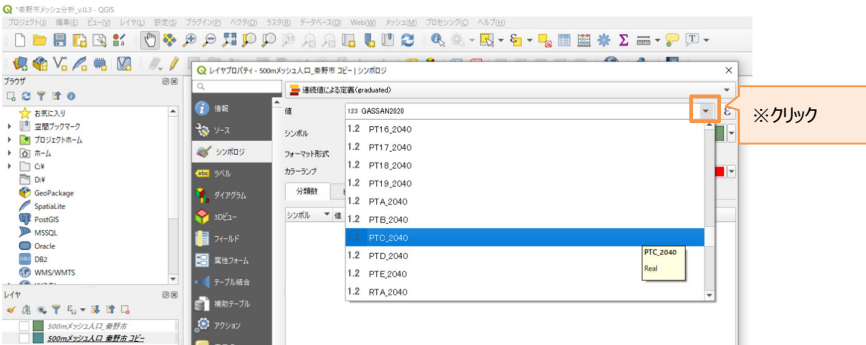 *秦野市メッシュ分析_v.0.3 - QGIS
プロジェクト(J) 編集(E) ビュー(V) レイヤ(L) 設定(S) プラグイン(P) ベクタ(O) ラスタ(R) データベース(D) Web(W) メッシュ(M) プロセシング(C) ヘルプ(H)
ブラウザ
お気に入り
空間ブックマーク
プロジェクトホーム
ホーム
C:¥
D:¥
GeoPackage
SpatiaLite
PostGIS
MSSQL
Oracle
DB2
WMS/WMTS
レイヤ
500mメッシュ人口_秦野市
500mメッシュ人口_秦野市 コピー
レイヤプロパティ - 500mメッシュ人口_秦野市 コピー | シンボロジ
情報
ソース
シンボロジ
abc ラベル
ダイアグラム
3Dビュー
フィールド
属性フォーム
テーブル結合
補助テーブル
アクション
連続値による定義(graduated)
値
123 GASSAN2020
シンボル
フォーマット形式
カラーランプ
分類数
シンボル
値
1.2 PT16_2040
1.2 PT17_2040
1.2 PT18_2040
1.2 PT19_2040
1.2 PTA_2040
1.2 PTB_2040
1.2 PTC_2040
1.2 PTD_2040
1.2 PTE_2040
1.2 RTA_2040
PTC_2040
Real
※クリック